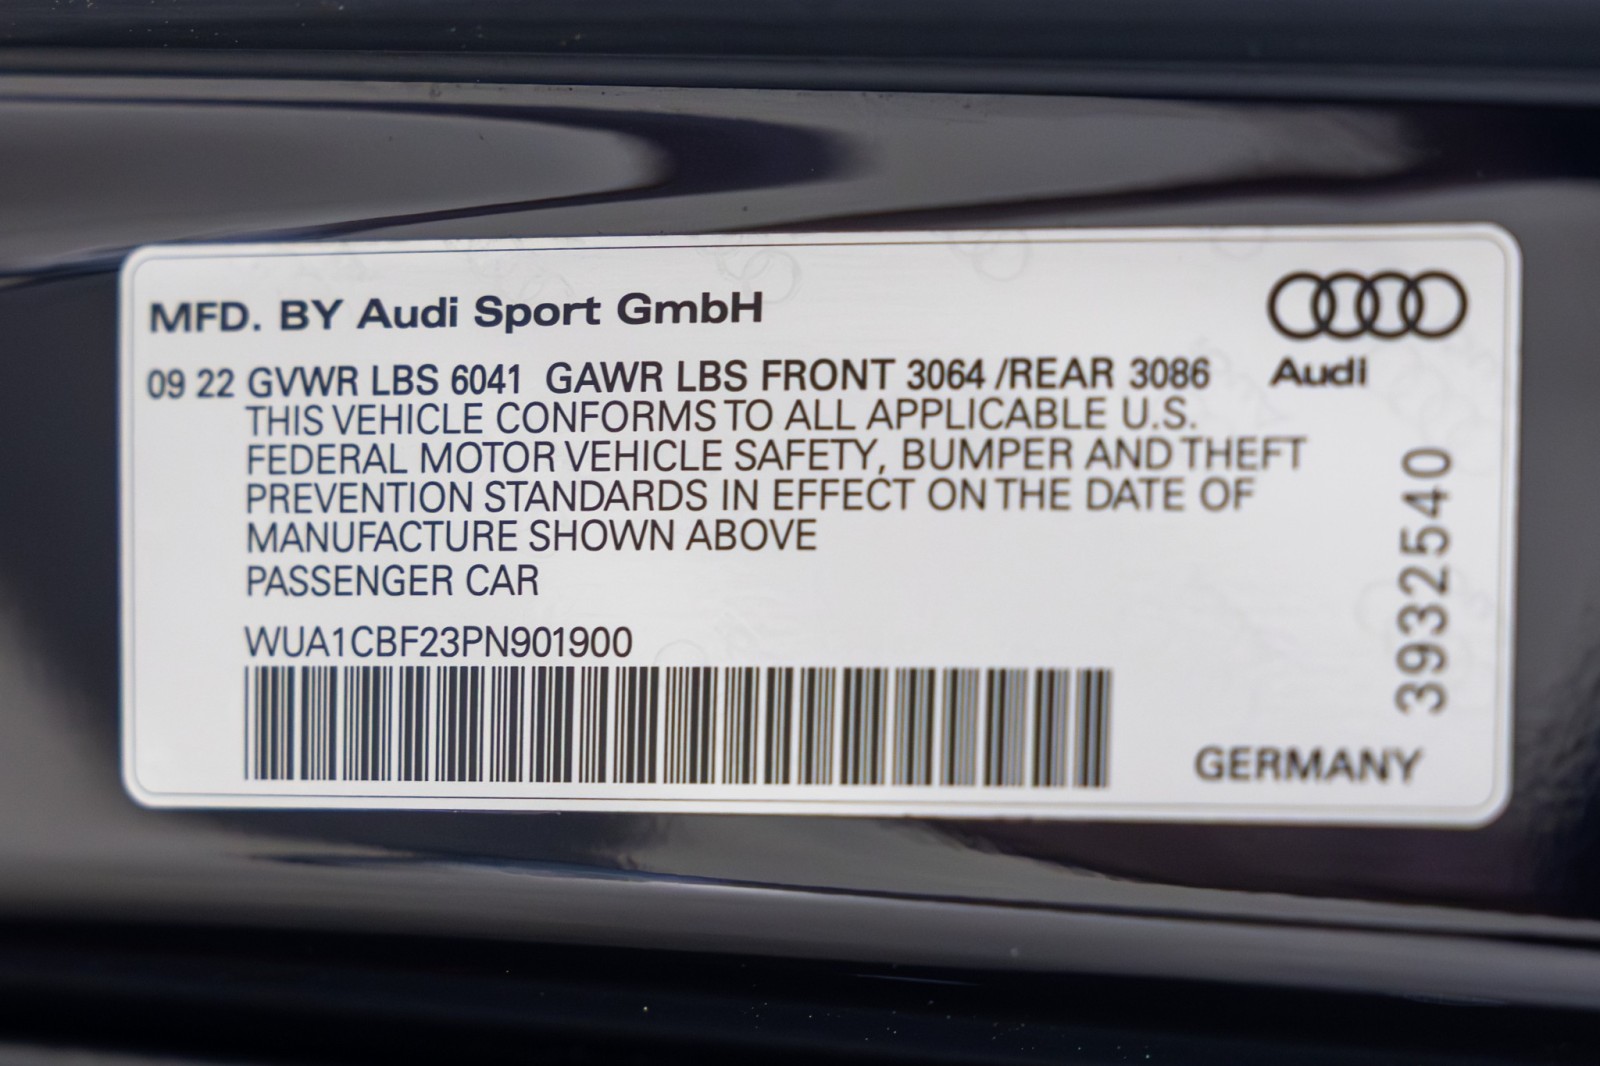 MFD. BY Audi Sport GmbH
09 22 GVWR LBS 6041 GAWR LBS FRONT 3064 /REAR 3086
Audi
THIS VEHICLE CONFORMS TO ALL APPLICABLE U.S.
FEDERAL MOTOR VEHICLE SAFETY, BUMPER AND THEFT
PREVENTION STANDARDS IN EFFECT ON THE DATE OF
MANUFACTURE SHOWN ABOVE
PASSENGER CAR
WUA1CBF23PN901900
3932540
GERMANY